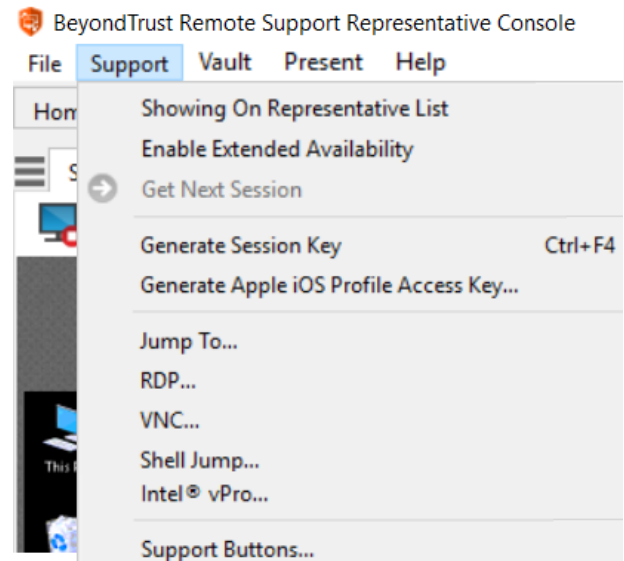 BeyondTrust Remote Support Representative Console
File Support Vault Present Help
Hom
Showing On Representative List
Enable Extended Availability
S
Get Next Session
Generate Session Key Ctrl+F4
Generate Apple iOS Profile Access Key...
Jump To...
RDP...
VNC...
Shell Jump...
This P
Intel® vPro...
Support Buttons...